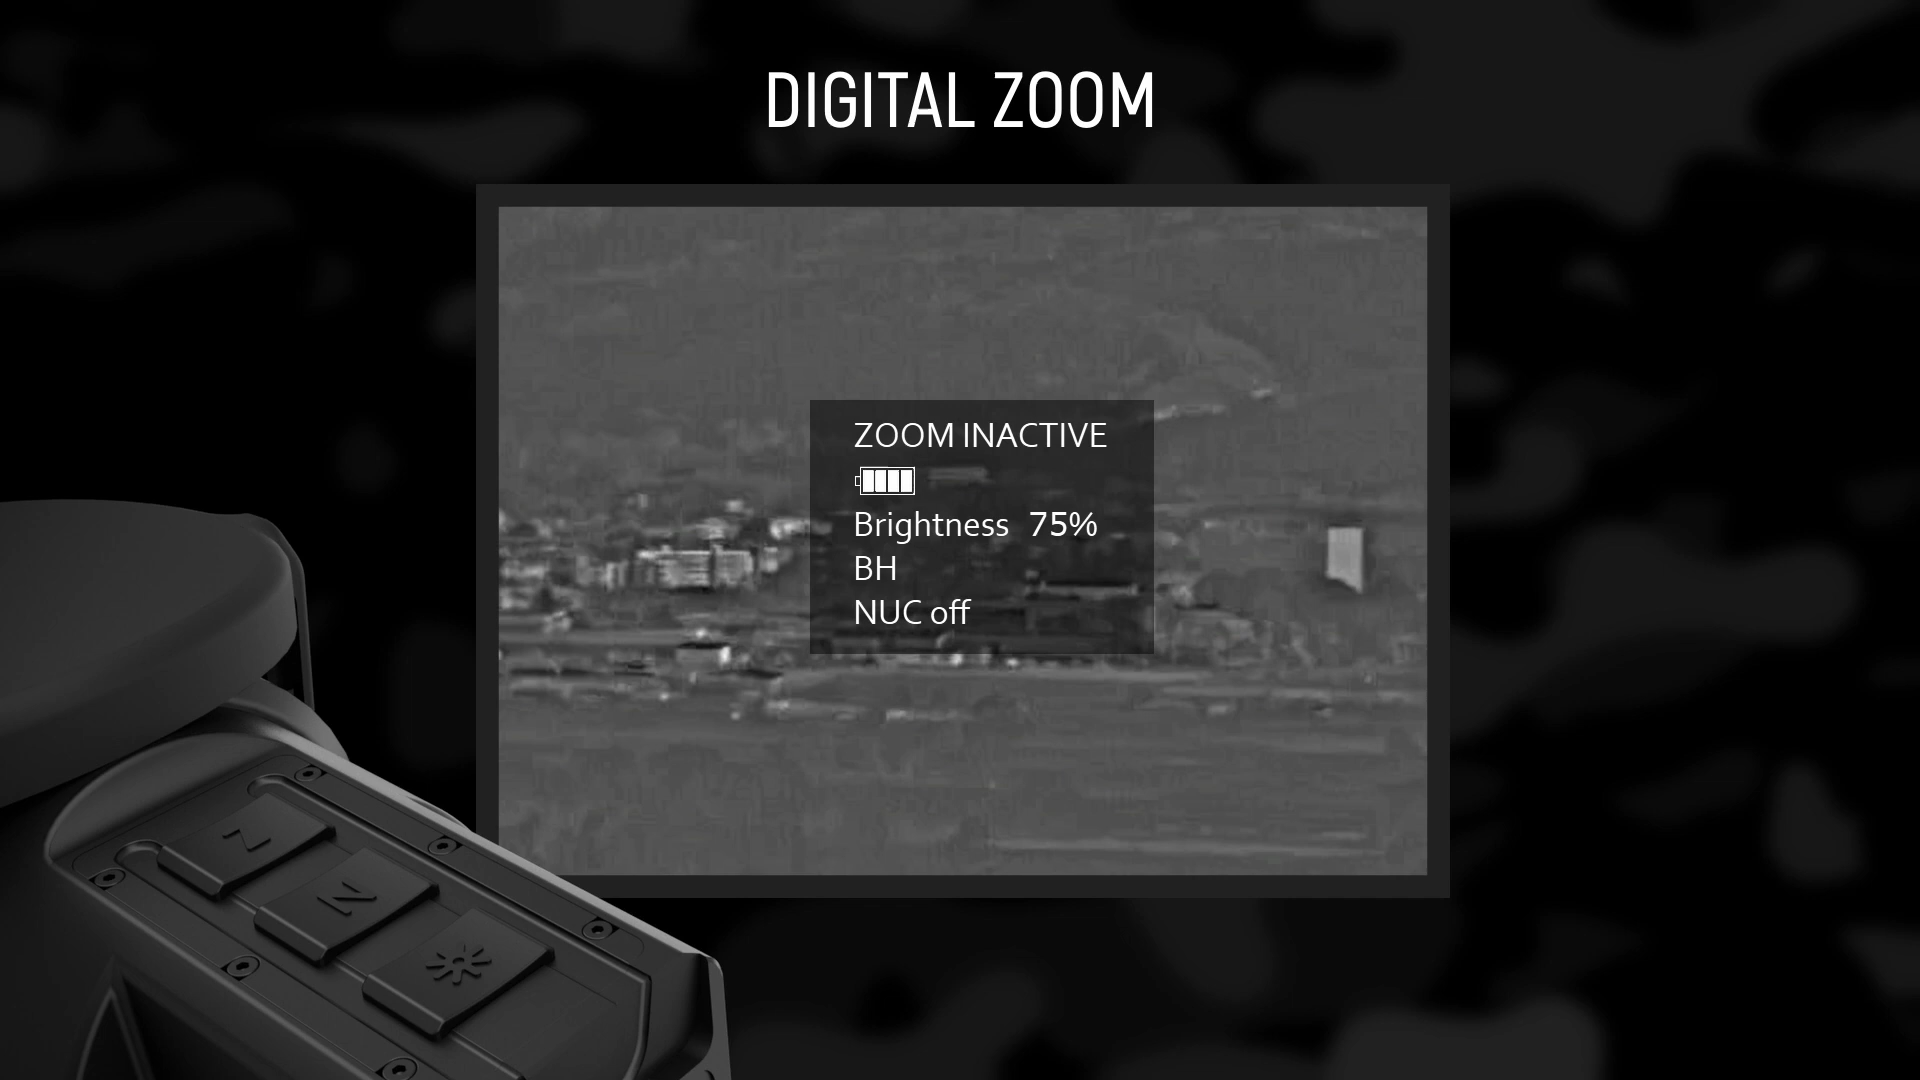 DIGITAL ZOOM
ZOOM INACTIVE
Brightness 75%
BH
NUC off
Z
N